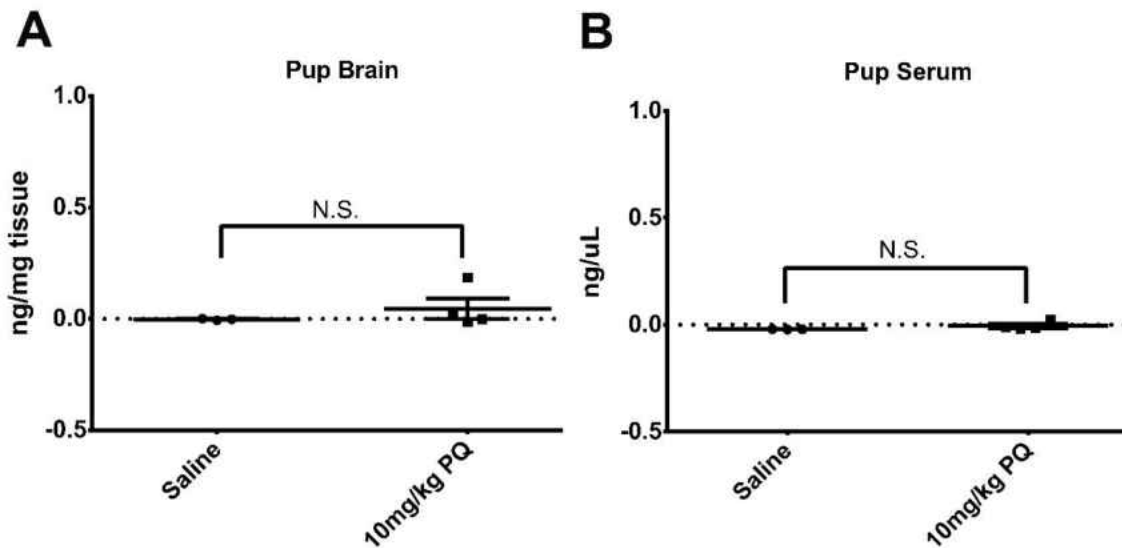 A
Pup Brain
ng/mg tissue
1.0
0.5
0.0
-0.5
N.S.
Saline
10mg/kg PQ
B
Pup Serum
ng/uL
1.0
0.5
0.0
-0.5
N.S.
Saline
10mg/kg PQ